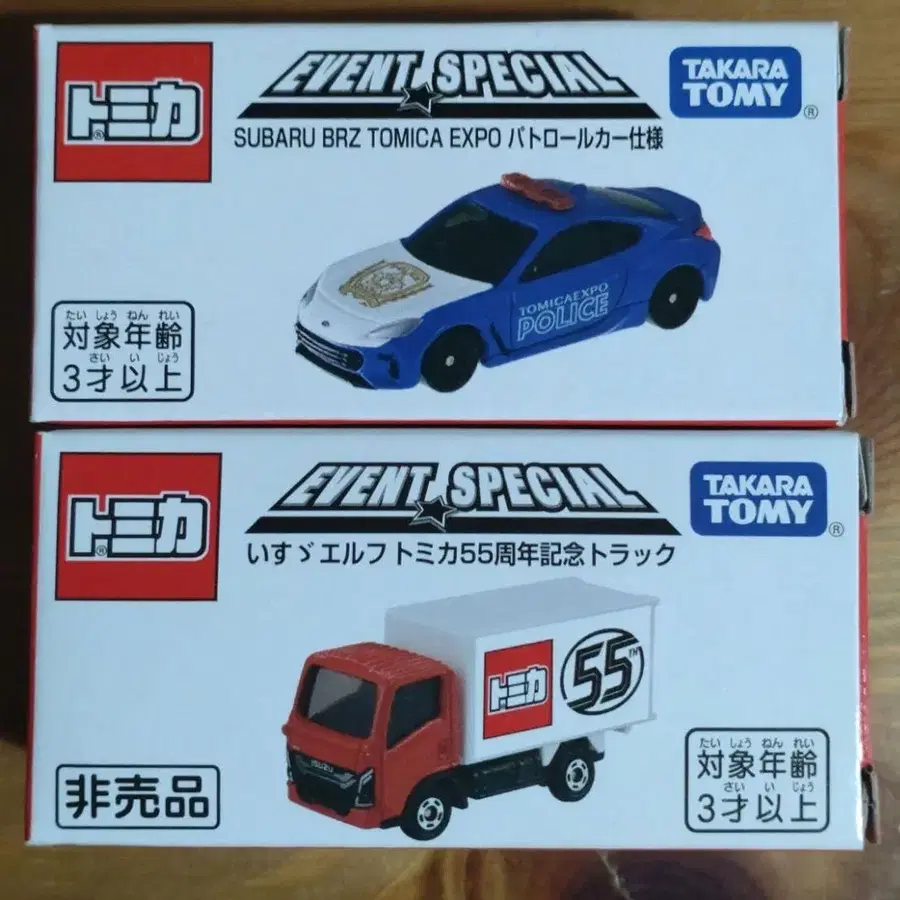 トミカ
®
EVENT SPECIAL
TAKARA
TOMY
®
SUBARU BRZ TOMICA EXPO パトロールカー仕様
TOMICAEXPO
POLICE
たい しょう ねん れい
対象年齢
さい い じょう
3才以上
トミカ
®
EVENT SPECIAL
TAKARA
TOMY
®
いすゞエルフ トミカ55周年記念トラック
トミカ
55TH
ISUZU
非売品
たい しょう ねん れい
対象年齢
さい い じょう
3才以上